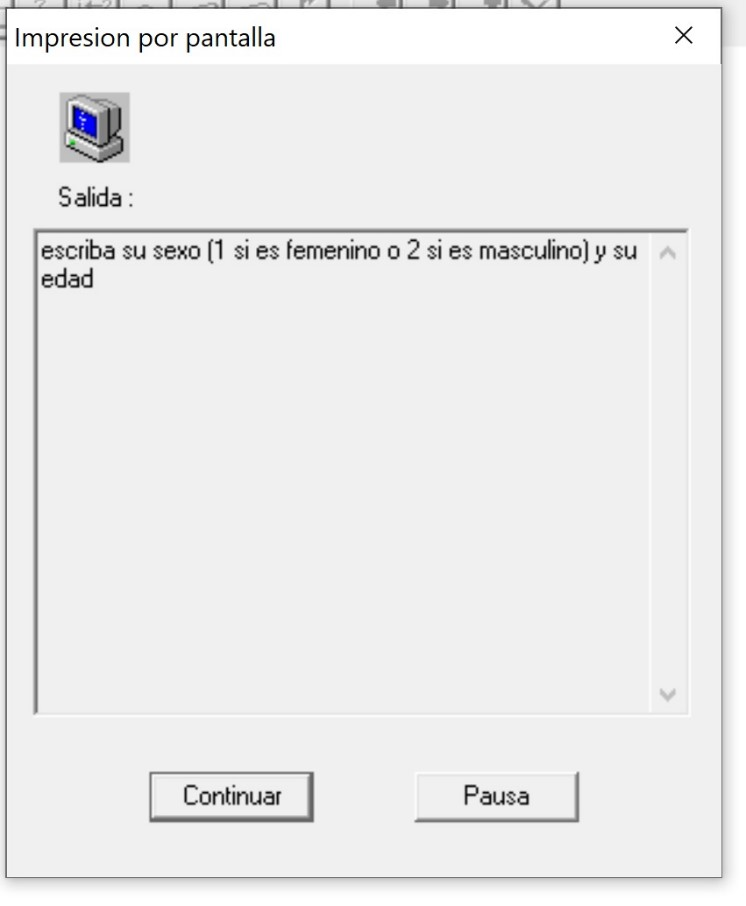 Impresion por pantalla
Salida :
escriba su sexo (1 si es femenino o 2 si es masculino) y su
edad
Continuar
Pausa